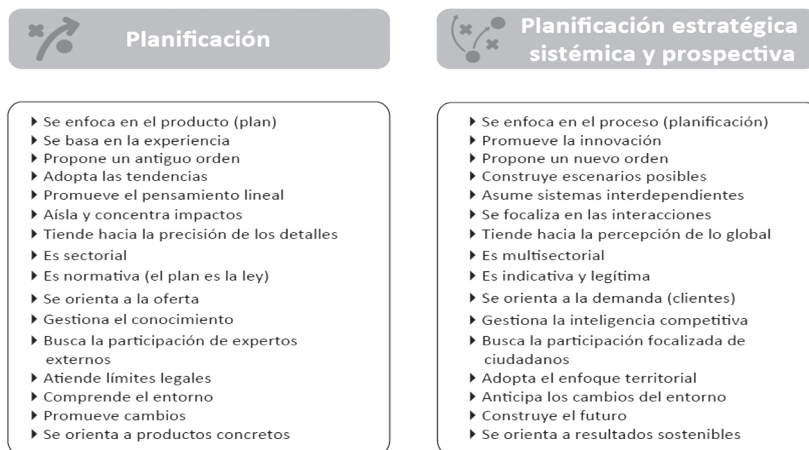 Planificación
Se enfoca en el producto (plan)
Se basa en la experiencia
Propone un antiguo orden
Adopta las tendencias
Promueve el pensamiento lineal
Aísla y concentra impactos
Tiende hacia la precisión de los detalles
Es sectorial
Es normativa (el plan es la ley)
Se orienta a la oferta
Gestiona el conocimiento
Busca la participación de expertos
externos
Atiende límites legales
Comprende el entorno
Promueve cambios
Se orienta a productos concretos
Planificación estratégica
sistémica y prospectiva
Se enfoca en el proceso (planificación)
Promueve la innovación
Propone un nuevo orden
Construye escenarios posibles
Asume sistemas interdependientes
Se focaliza en las interacciones
Tiende hacia la percepción de lo global
Es multisectorial
Es indicativa y legítima
Se orienta a la demanda (clientes)
Gestiona la inteligencia competitiva
Busca la participación focalizada de
ciudadanos
Adopta el enfoque territorial
Anticipa los cambios del entorno
Construye el futuro
Se orienta a resultados sostenibles